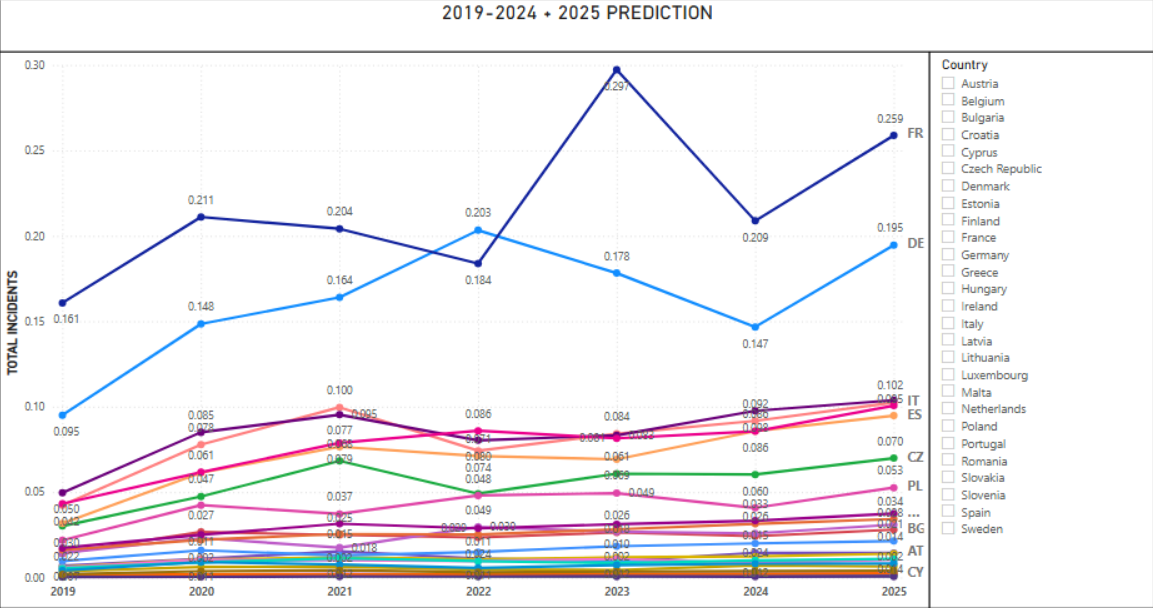 2019-2024 + 2025 PREDICTION
TOTAL INCIDENTS
0.30
0.25
0.20
0.15
0.10
0.05
0.00
0.161
0.211
0.204
0.184
0.297
0.209
0.259
FR
0.095
0.148
0.164
0.203
0.178
0.147
0.195
DE
0.100
0.102
0.085
0.078
0.095
0.086
0.084
0.092
IT
ES
0.077
0.061
0.047
0.074
0.048
0.061
0.086
0.070
CZ
0.053
PL
0.037
0.049
0.049
0.060
0.034
...
BG
0.027
0.025
0.026
0.018
0.014
AT
CY
0.050
2019
2020
2021
2022
2023
2024
2025
Country
Austria
Belgium
Bulgaria
Croatia
Cyprus
Czech Republic
Denmark
Estonia
Finland
France
Germany
Greece
Hungary
Ireland
Italy
Latvia
Lithuania
Luxembourg
Malta
Netherlands
Poland
Portugal
Romania
Slovakia
Slovenia
Spain
Sweden